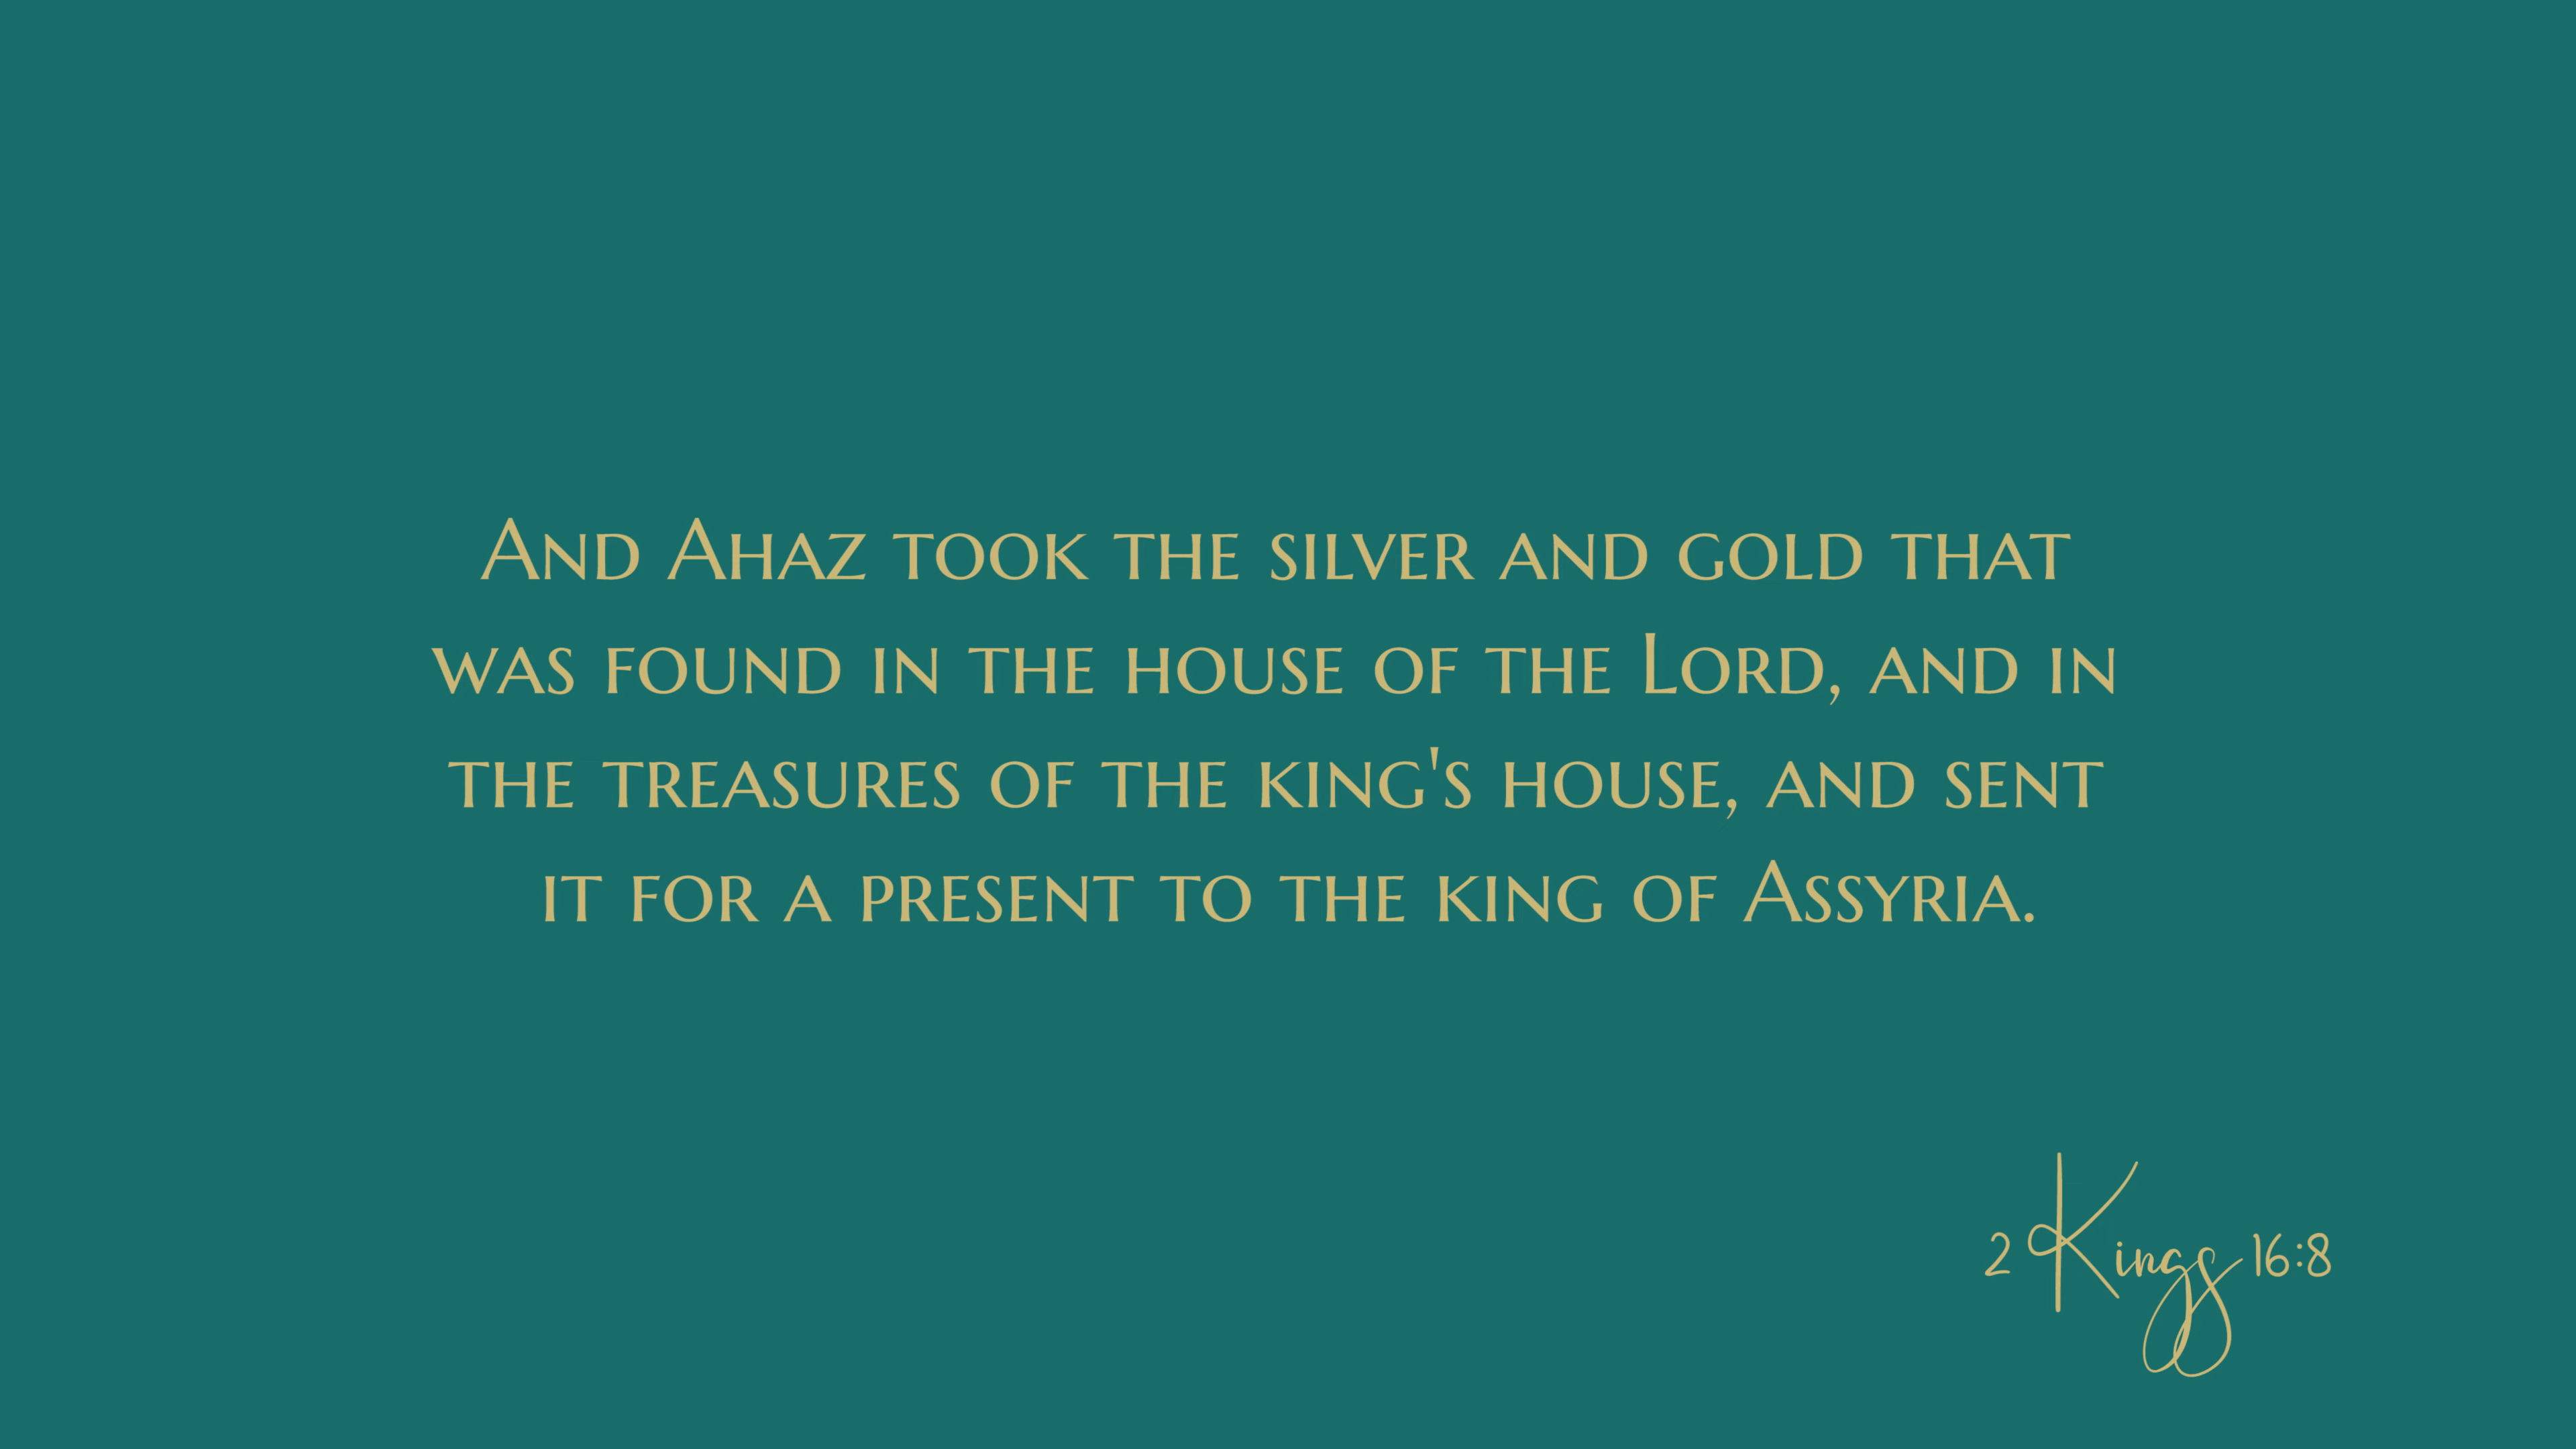 And Ahaz took the silver and gold that
was found in the house of the Lord, and in
the treasures of the king's house, and sent
it for a present to the king of Assyria.
2 Kings 16:8